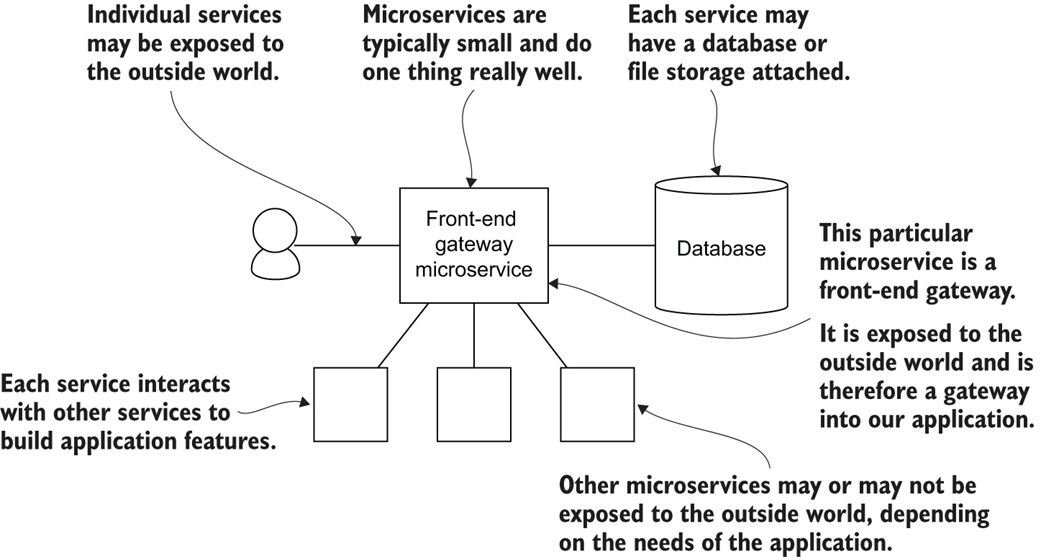 Individual services
may be exposed to
the outside world.
Microservices are
typically small and do
one thing really well.
Each service may
have a database or
file storage attached.
Front-end
gateway
microservice
Database
This particular
microservice is a
front-end gateway.
It is exposed to the
outside world and is
therefore a gateway
into our application.
Each service interacts
with other services to
build application features.
Other microservices may or may not be
exposed to the outside world, depending
on the needs of the application.